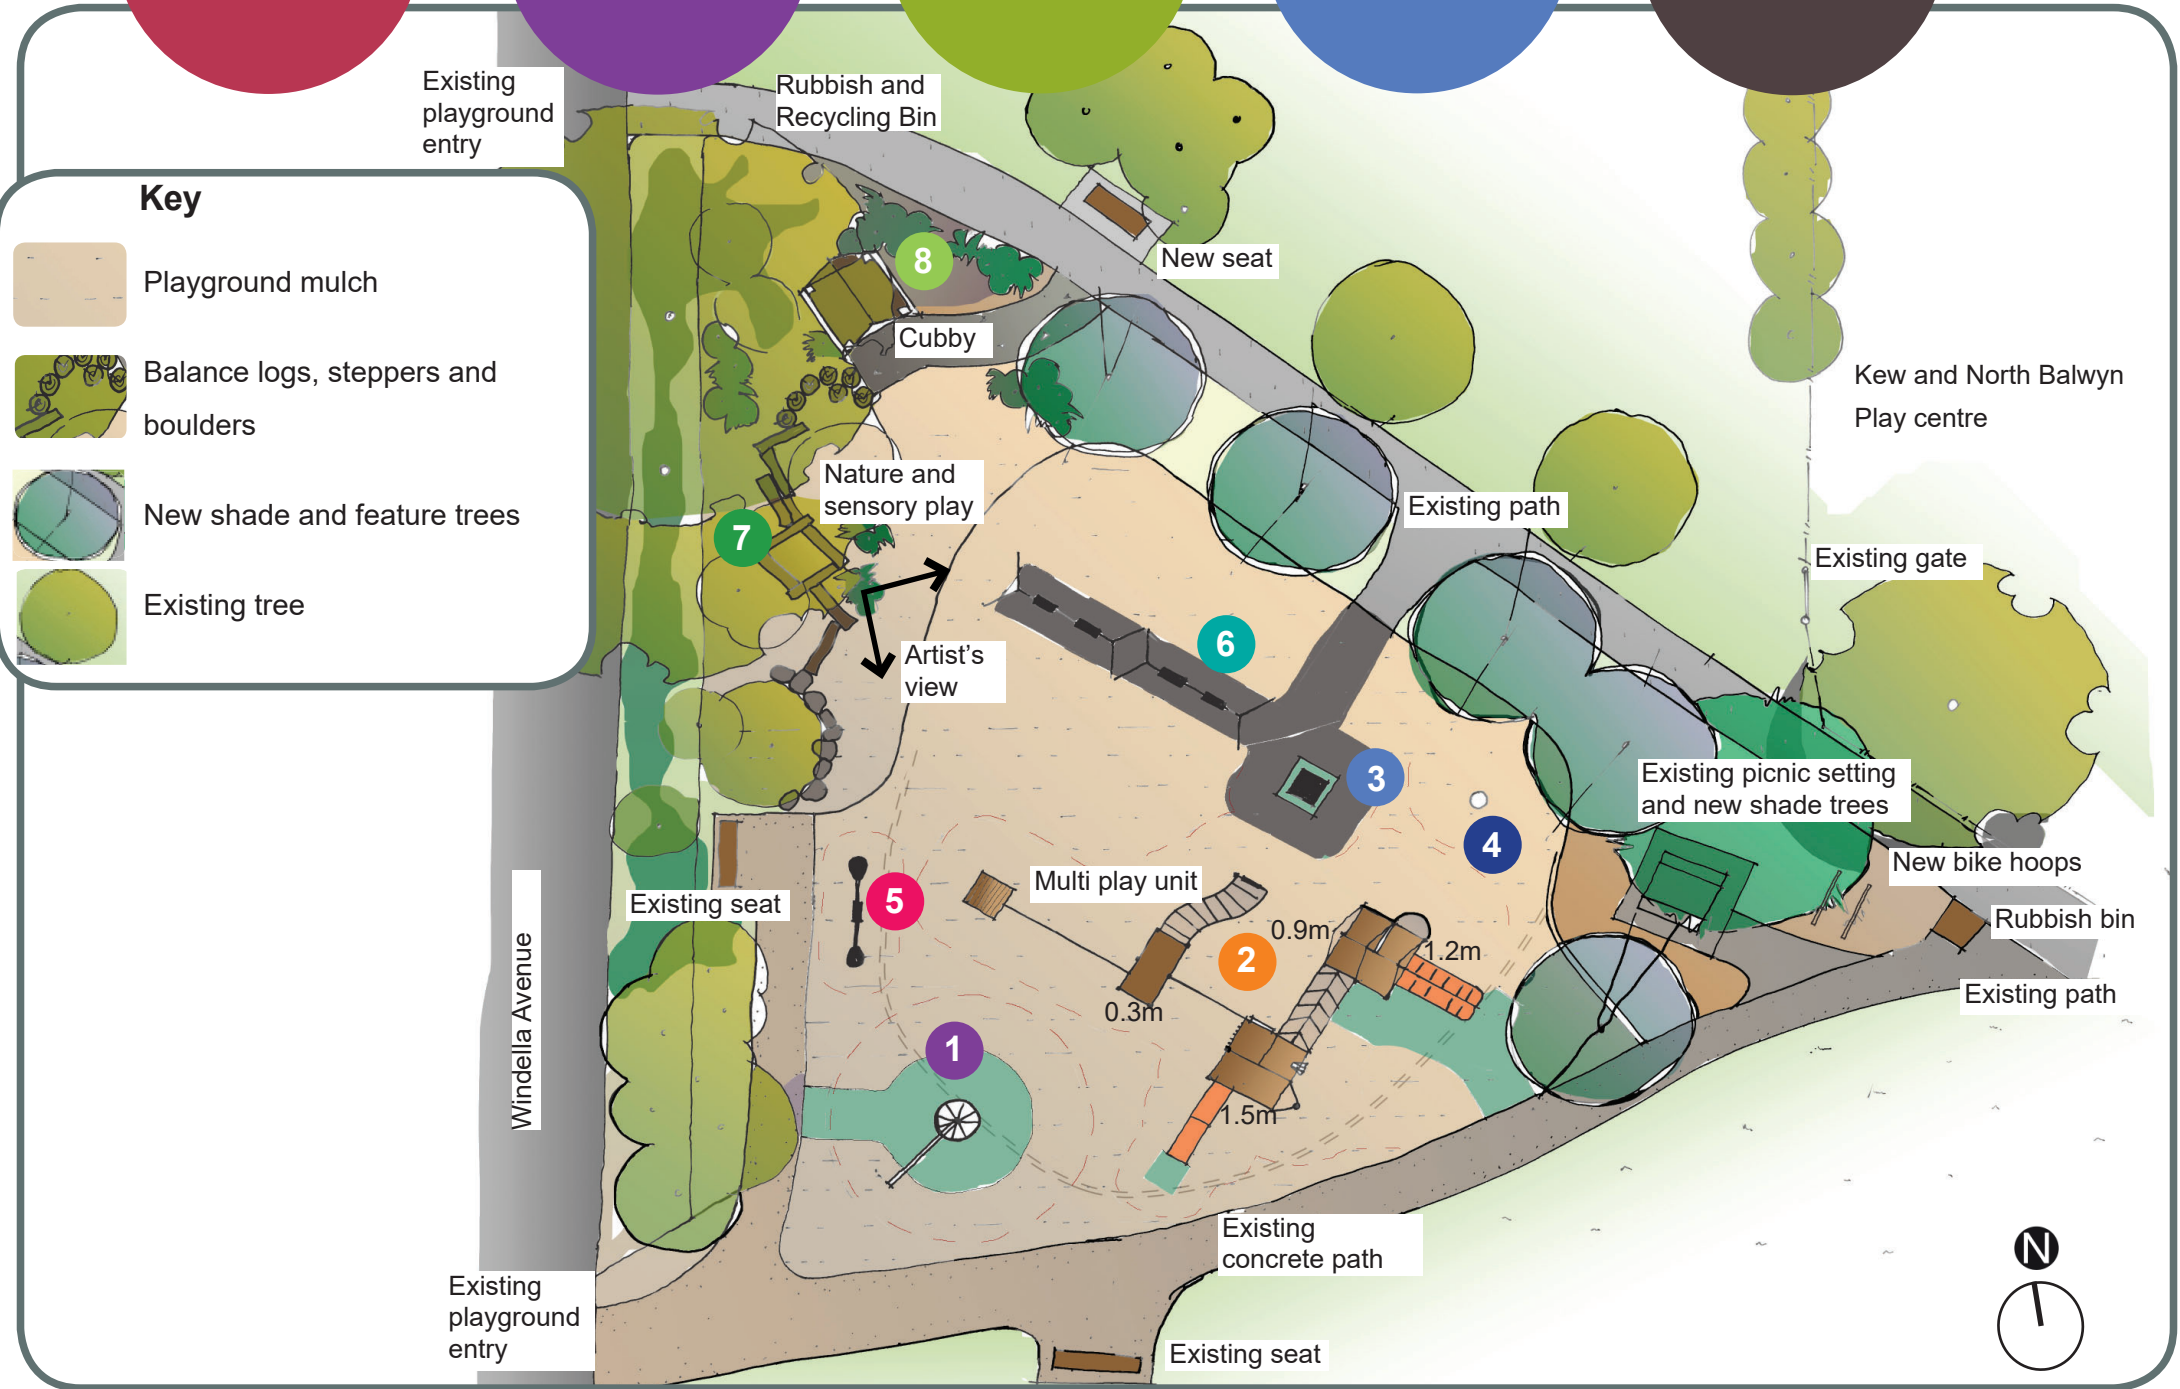 Existing
playground
entry
Rubbish and
Recycling Bin
Key
Playground mulch
Balance logs, steppers and
boulders
New shade and feature trees
Existing tree
8
New seat
Cubby
Kew and North Balwyn
Play centre
Nature and
sensory play
Existing path
7
Existing gate
6
Artist's
view
3
Existing picnic setting
and new shade trees
4
New bike hoops
Multi play unit
5
Existing seat
Rubbish bin
0.9m
1.2m
2
Existing path
0.3m
Windella Avenue
1
1.5m
Existing
concrete path
N
Existing
playground
entry
Existing seat